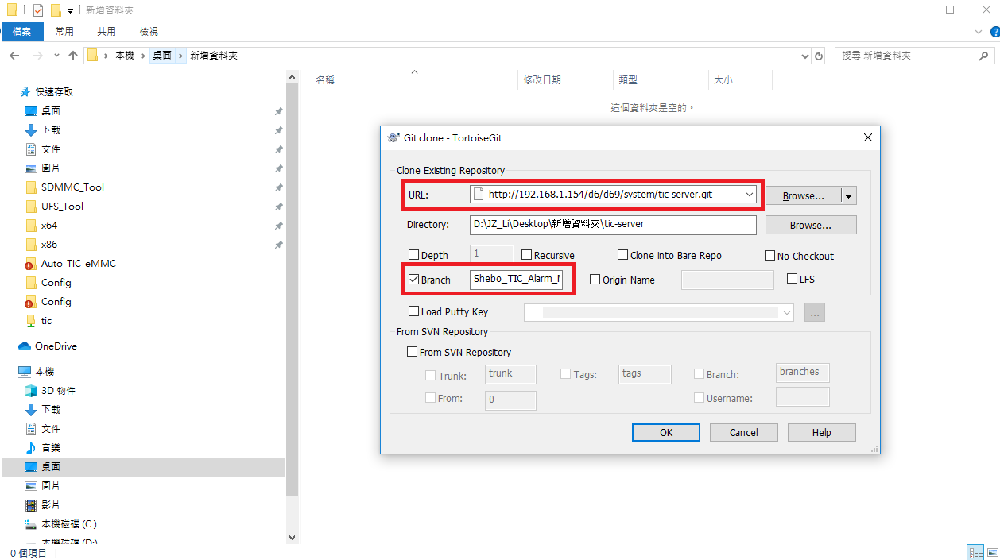 新增資料夾
檔案 常用 共用 檢視
本機 桌面 新增資料夾 搜尋 新增資料夾
名稱 修改日期 類型 大小
這個資料夾是空的。
快速存取
桌面
下載
文件
圖片
SDMMC_Tool
UFS_Tool
x64
x86
Auto_TIC_eMMC
Config
Config
tic
OneDrive
本機
3D 物件
下載
文件
音樂
桌面
圖片
影片
本機磁碟 (C:)
本機磁碟 (D:)
0 個項目
Git clone - TortoiseGit
Clone Existing Repository
URL: http://192.168.1.154/d6/d69/system/tic-server.git Browse...
Directory: D:\JZ_Li\Desktop\新增資料夾\tic-server Browse...
Depth 1 Recursive Clone into Bare Repo No Checkout
Branch Shebo_TIC_Alarm_ Origin Name LFS
Load Putty Key ...
From SVN Repository
From SVN Repository
Trunk: trunk Tags: tags Branch: branches
From: 0 Username:
OK Cancel Help